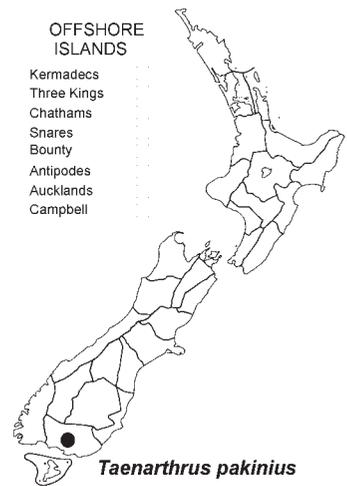 OFFSHORE
ISLANDS
Kermadecs
Three Kings
Chathams
Snares
Bounty
Antipodes
Aucklands
Campbell
Taenarthrus pakinius